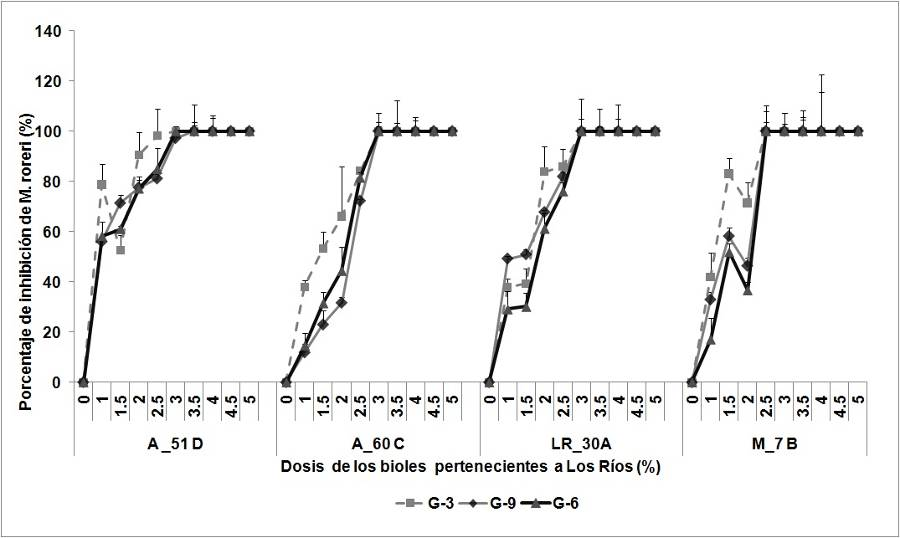 140
120
100
80
60
40
20
0
Porcentaje de inhibición de M. roreri (%)
0 1 1.5 2 2.5 3 3.5 4 4.5 5 0 1 1.5 2 2.5 3 3.5 4 4.5 5 0 1 1.5 2 2.5 3 3.5 4 4.5 5 0 1 1.5 2 2.5 3 3.5 4 4.5 5
A_51D A_60C LR_30A M_7B
Dosis de los bioles pertenecientes a Los Ríos (%)
G-3 G-9 G-6